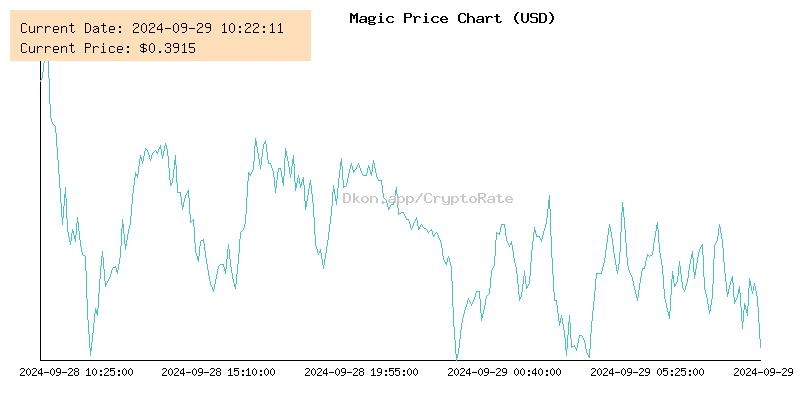 Magic Price Chart (USD)
Current Date: 2024-09-29 10:22:11
Current Price: $0.3915
Dkon.app/CryptoRate
2024-09-28 10:25:00 2024-09-28 15:10:00 2024-09-28 19:55:00 2024-09-29 00:40:00 2024-09-29 05:25:00 2024-09-29